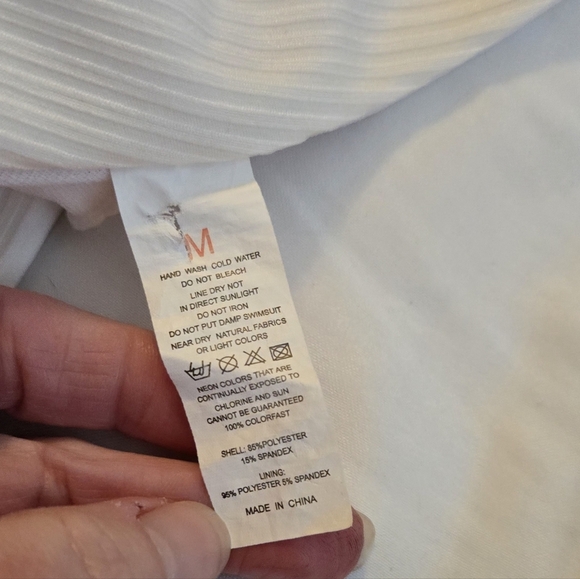 M
HAND WASH COLD WATER
DO NOT BLEACH
LINE DRY NOT
IN DIRECT SUNLIGHT
DO NOT IRON
DO NOT PUT DAMP SWIMSUIT
NEAR DRY NATURAL FABRICS
OR LIGHT COLORS
NEON COLORS THAT ARE
CONTINUALLY EXPOSED TO
CHLORINE AND SUN
CANNOT BE GUARANTEED
100% COLORFAST
SHELL: 85%POLYESTER
15% SPANDEX
LINING:
95% POLYESTER 5% SPANDEX
MADE IN CHINA